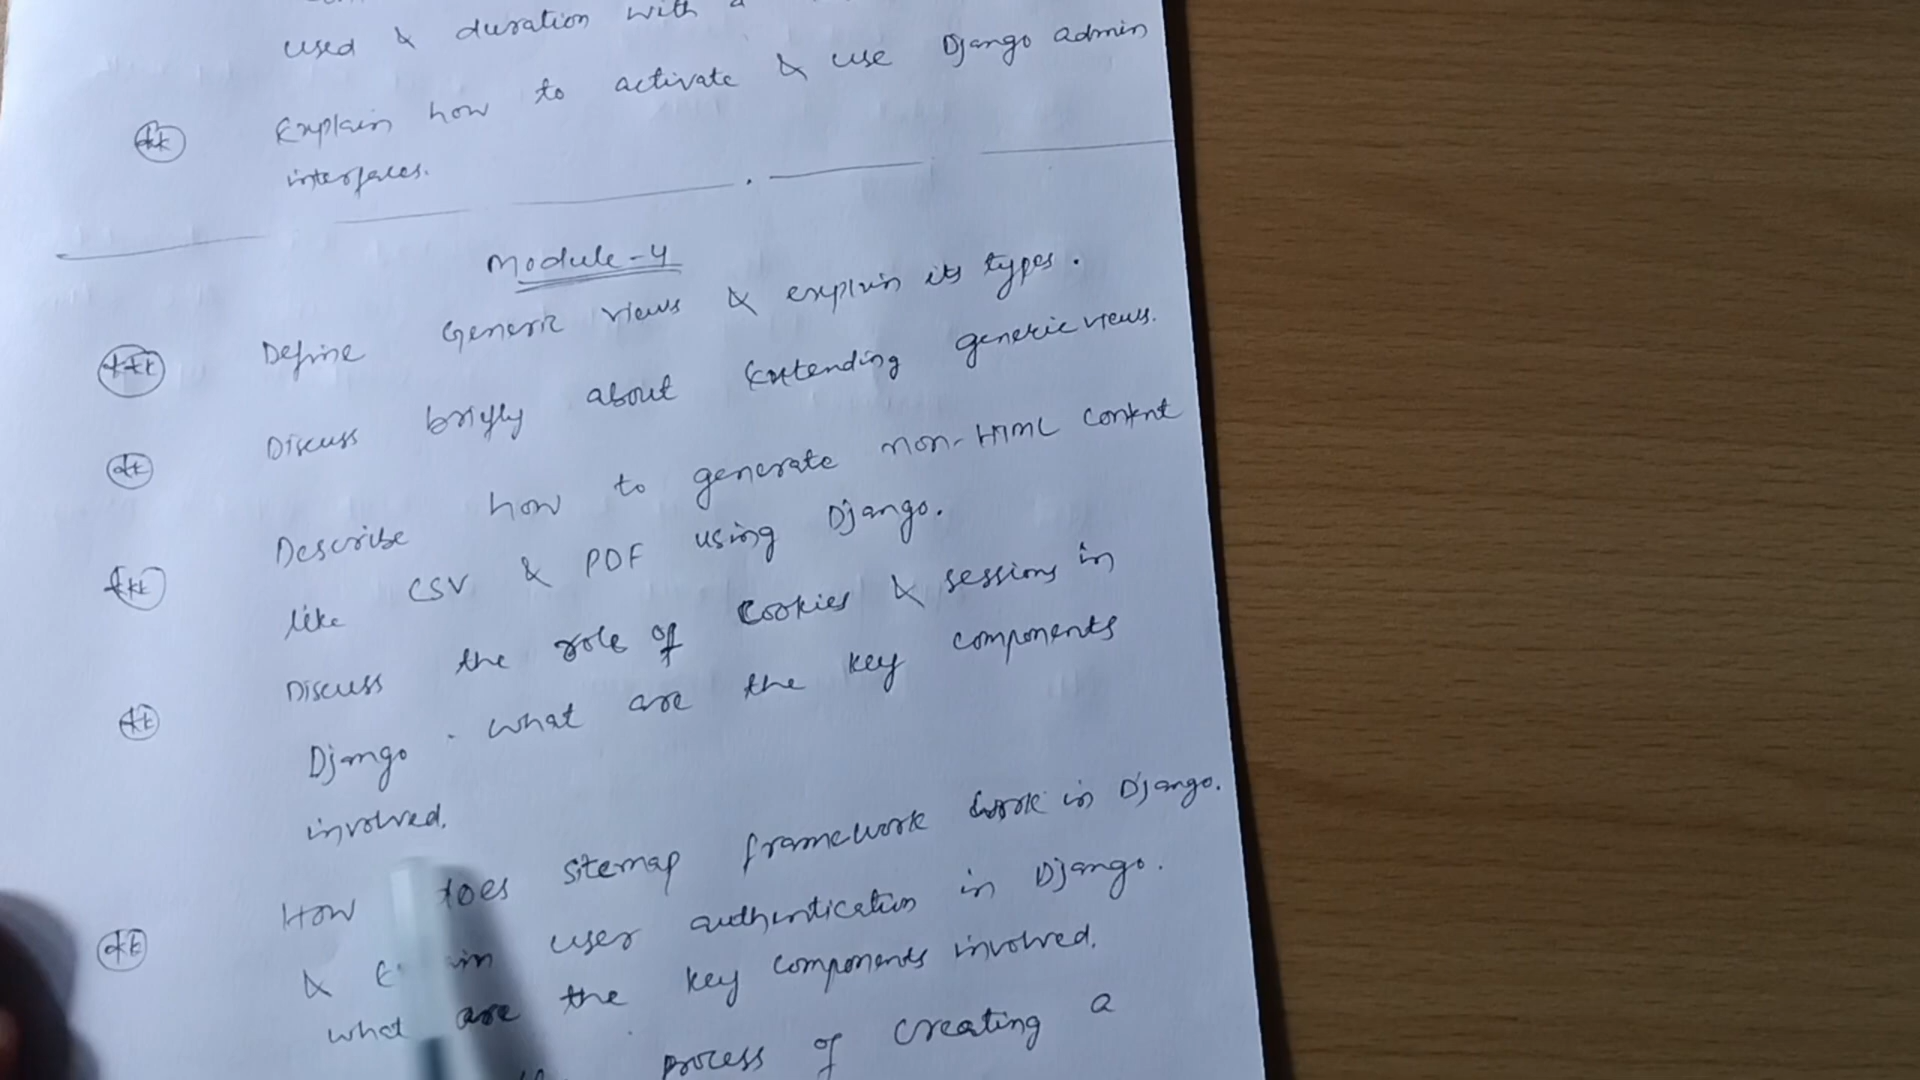 used & duration with a
** Explain how to activate & use Django admin
interfaces.
Module-4
*** Define Generic views & explain its types.
** Discuss briefly about Extending generic views.
*** Describe how to generate non-HTML content
like CSV & PDF using Django.
** Discuss the role of cookies & sessions in
Django. what are the key components
involved.
** How does sitemap framework work in Django.
& user authentication in Django.
what are the key components involved.
process of creating a